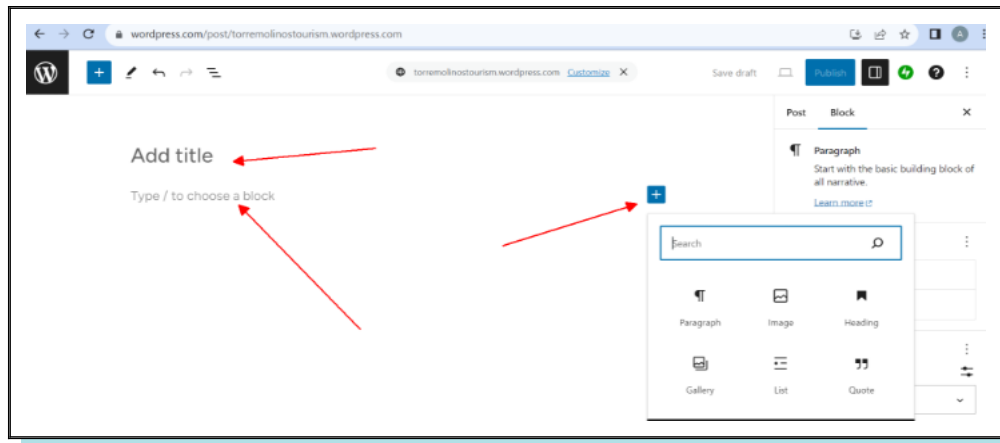 wordpress.com/post/torremolinostourism.wordpress.com
torremolinostourism.wordpress.com Customize X
Save draft
Publish
Post Block
Add title
Paragraph
Start with the basic building block of
all narrative.
Learn more
Type / to choose a block
Search
Paragraph Image Heading
Gallery List Quote